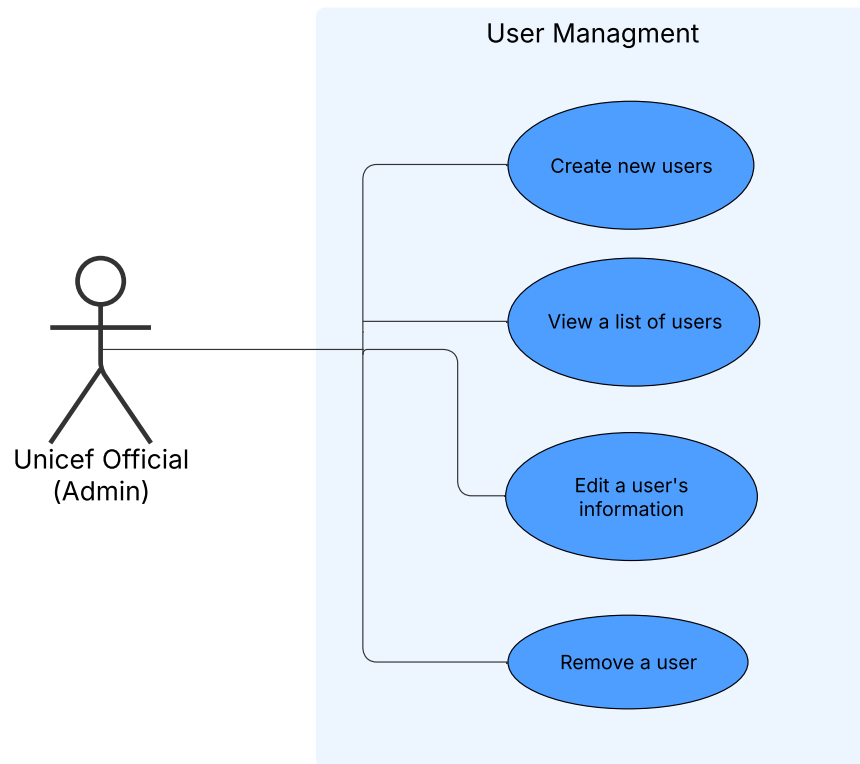 User Managment
Create new users
View a list of users
Edit a user's
information
Remove a user
Unicef Official
(Admin)